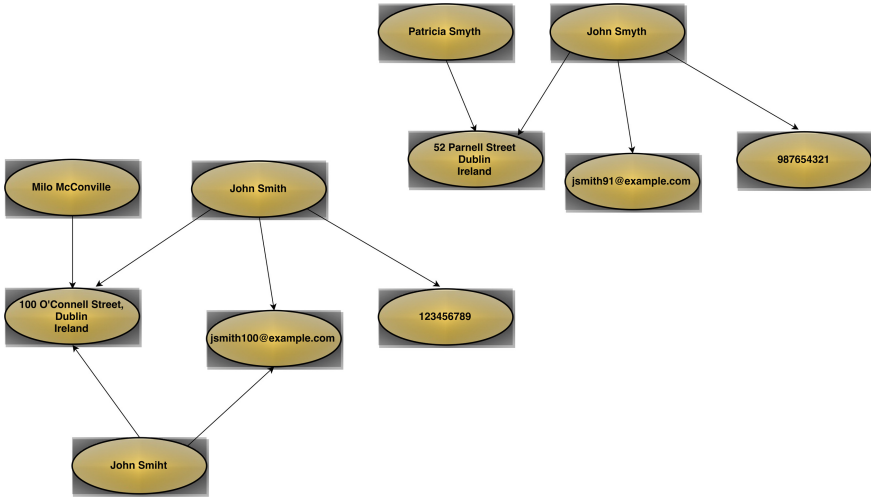 Patricia Smyth
John Smyth
52 Parnell Street
Dublin
Ireland
jsmith91@example.com
987654321
Milo McConville
John Smith
100 O'Connell Street,
Dublin
Ireland
jsmith100@example.com
123456789
John Smiht